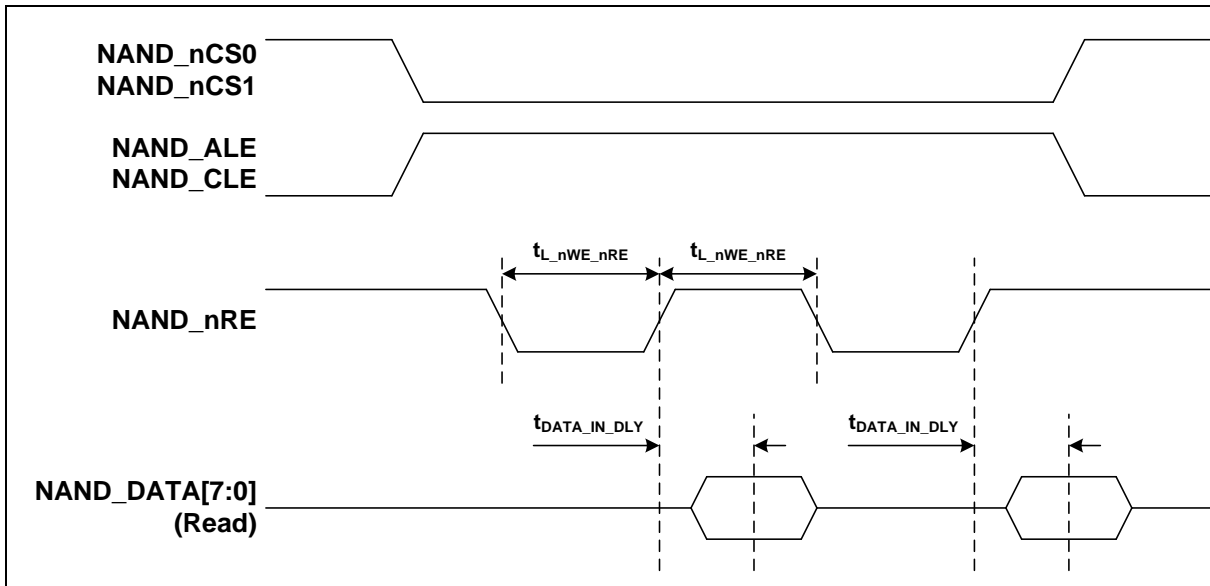 NAND_nCS0
NAND_nCS1
NAND_ALE
NAND_CLE
tL_nWE_nRE tL_nWE_nRE
NAND_nRE
tDATA_IN_DLY tDATA_IN_DLY
NAND_DATA[7:0]
(Read)